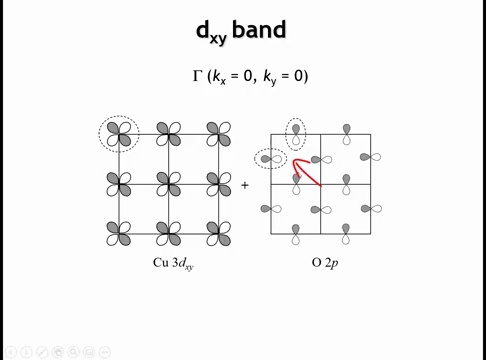 dxy band
Γ (kx = 0, ky = 0)
+
Cu 3dxy
O 2p